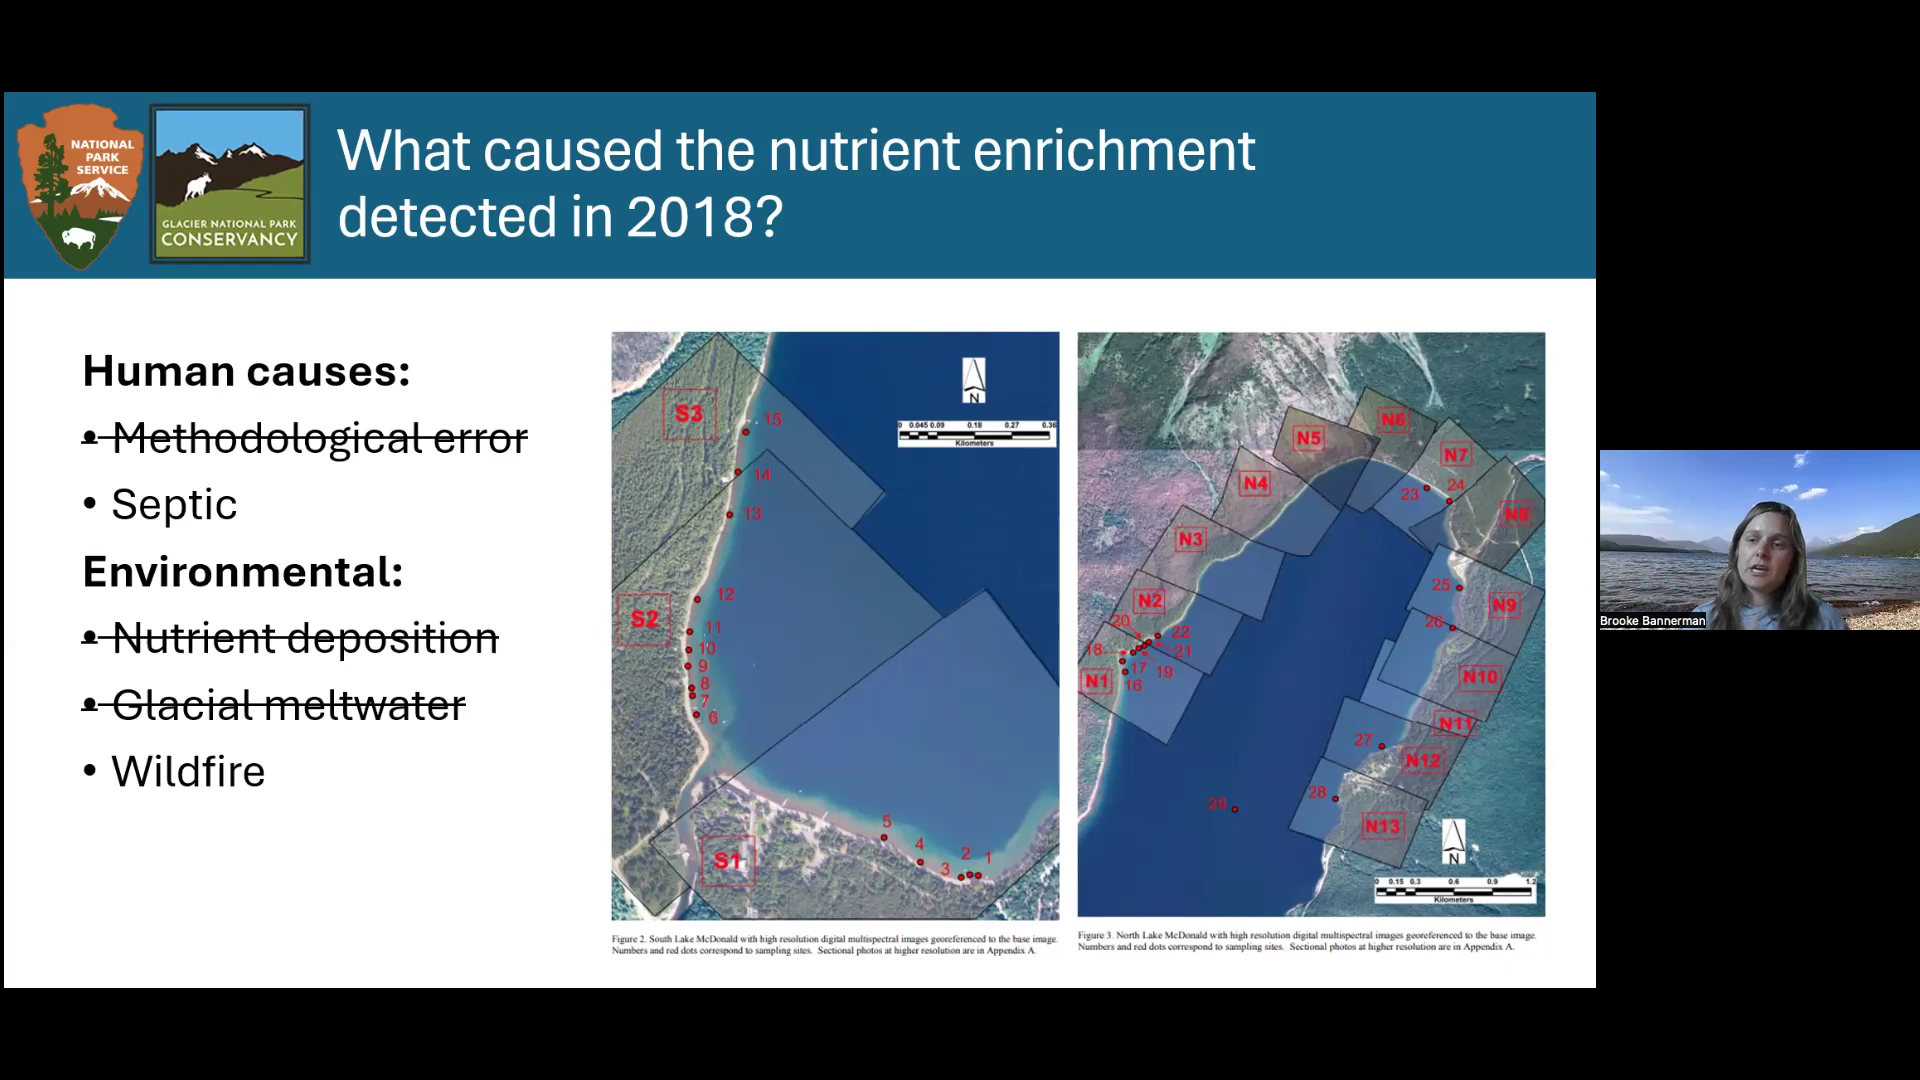 NATIONAL
PARK
SERVICE
GLACIER NATIONAL PARK
CONSERVANCY
What caused the nutrient enrichment
detected in 2018?
Human causes:
• Methodological error
• Septic
Environmental:
• Nutrient deposition
• Glacial meltwater
• Wildfire
S3
15
14
13
12
S2
11
10
9
8
7
6
5
4
3
2
1
S1
N
0 0.045 0.09 0.18 0.27 0.36
Kilometers
Figure 2. South Lake McDonald with high resolution digital multispectral images georeferenced to the base image.
Numbers and red dots correspond to sampling sites. Sectional photos at higher resolution are in Appendix A.
N6
N5
N7
N4
23
24
N8
N3
25
N9
N2
26
20
22
18
21
17
19
N1
16
N10
N11
27
N12
28
29
N13
N
0 0.15 0.3 0.6 0.9 1.2
Kilometers
Figure 3. North Lake McDonald with high resolution digital multispectral images georeferenced to the base image.
Numbers and red dots correspond to sampling sites. Sectional photos at higher resolution are in Appendix A.
Brooke Bannerman